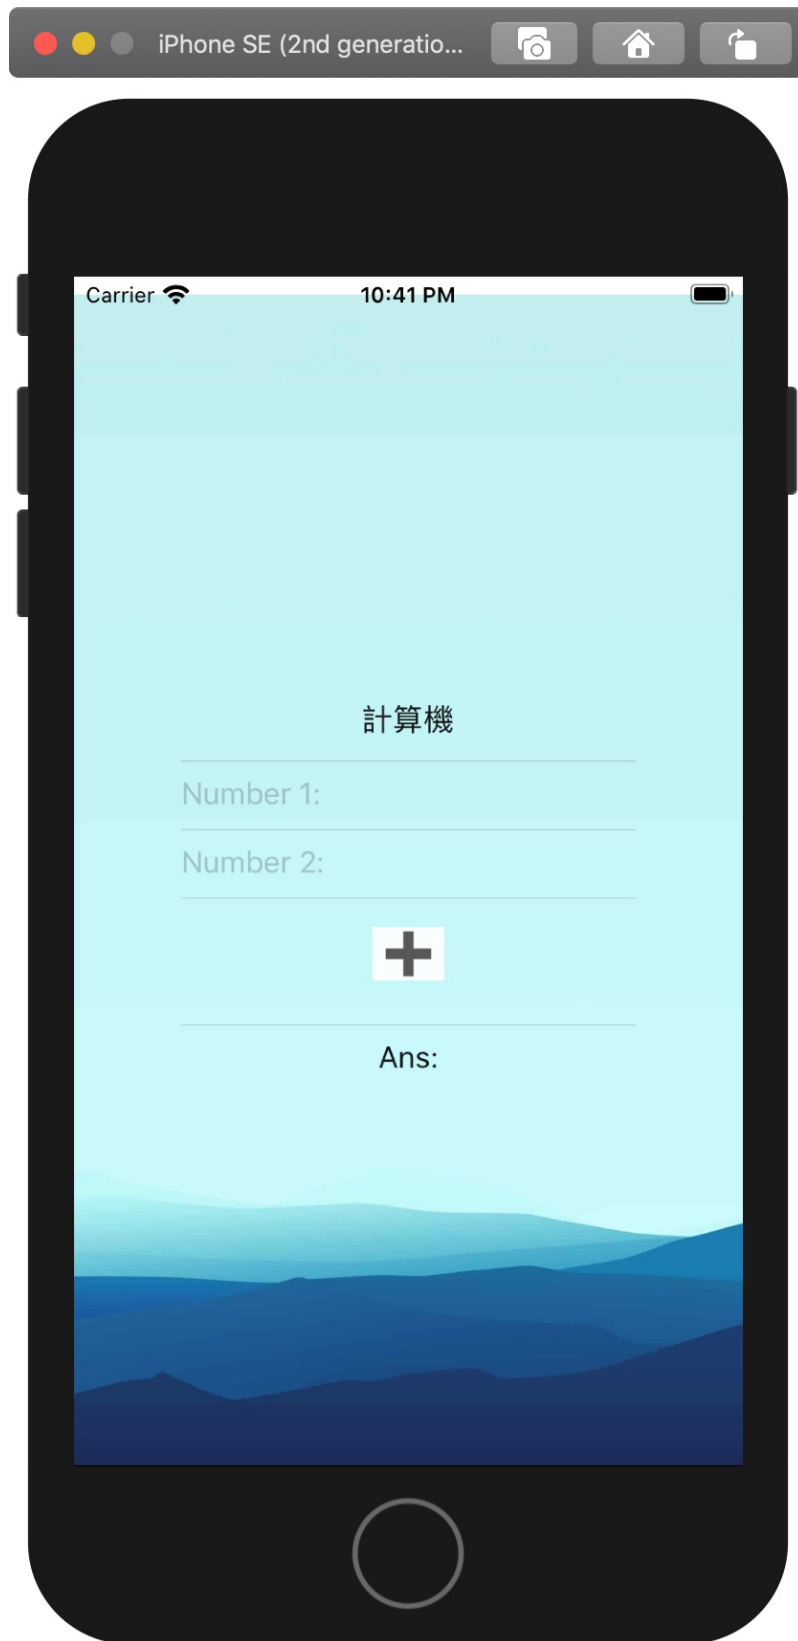 iPhone SE (2nd generatio...
Carrier 10:41 PM
計算機
Number 1:
Number 2:
Ans: